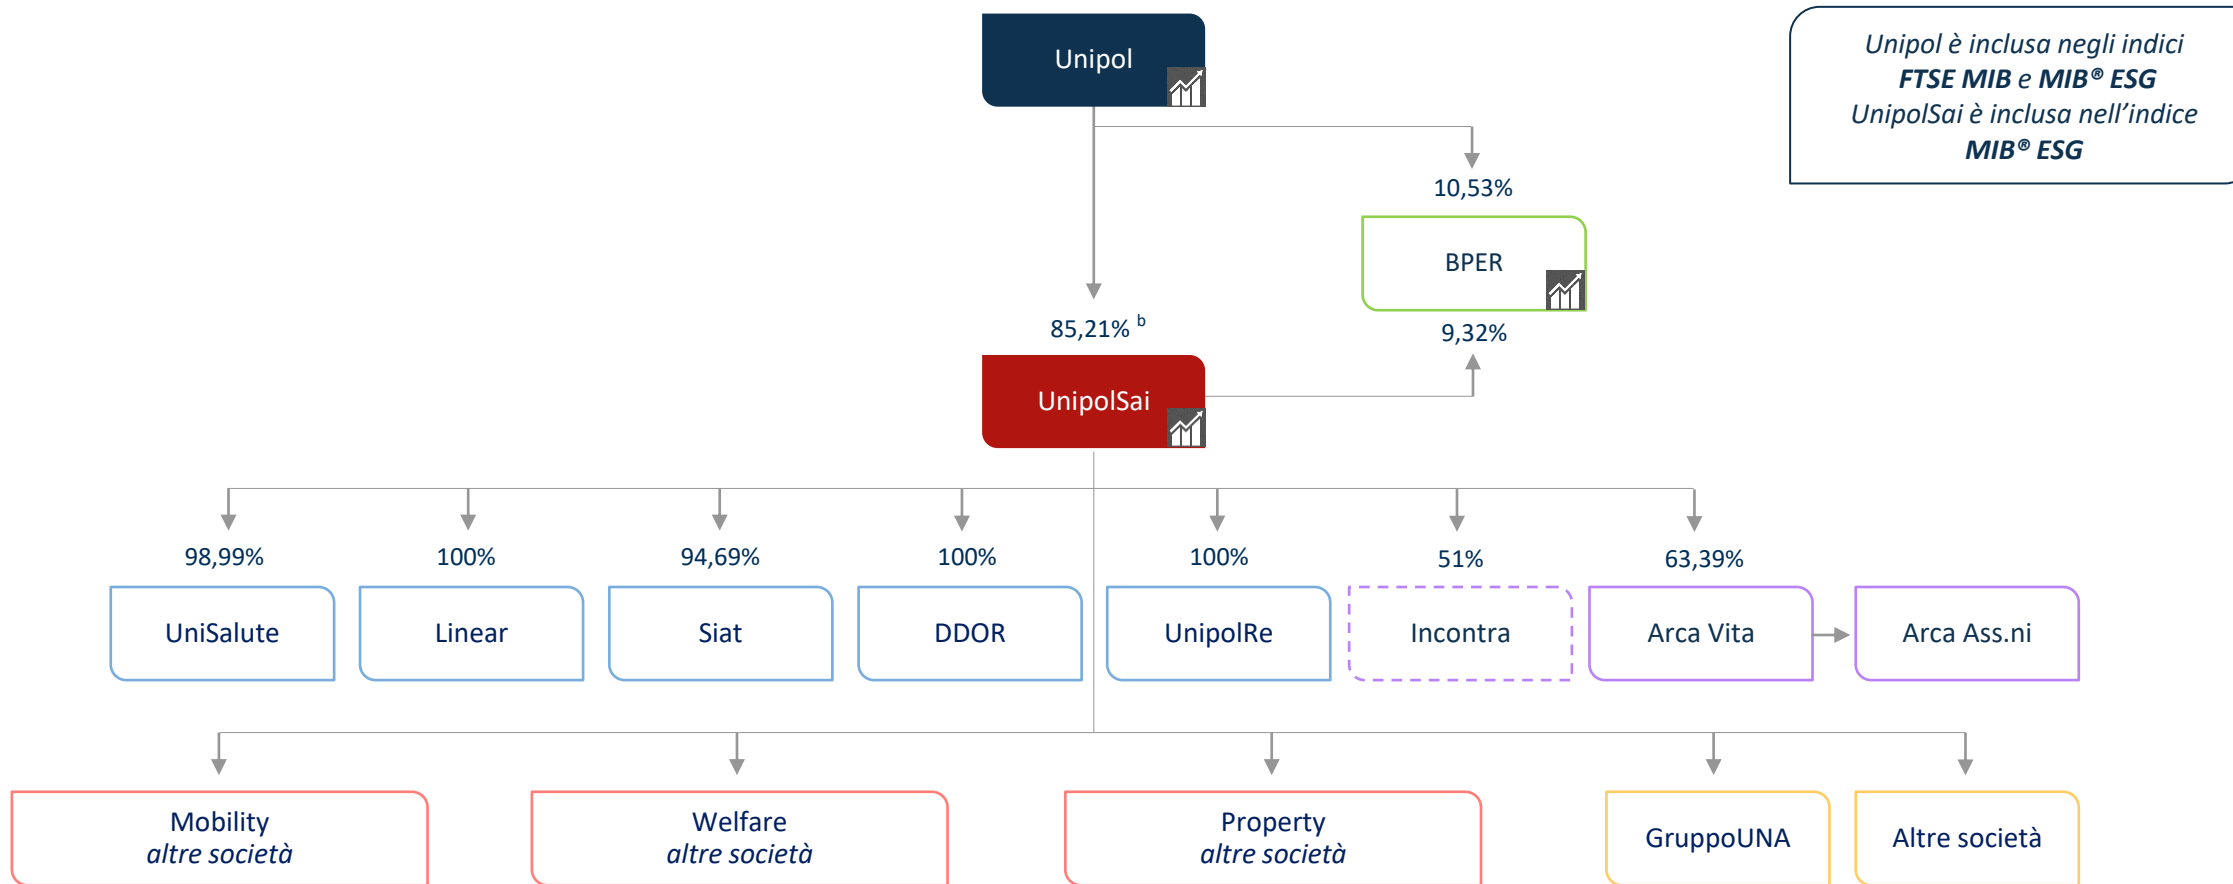 Unipol
Unipol è inclusa negli indici
FTSE MIB e MIB® ESG
UnipolSai è inclusa nell'indice
MIB® ESG
10,53%
BPER
9,32%
85,21% b
UnipolSai
98,99%
100%
94,69%
100%
100%
51%
63,39%
UniSalute
Linear
Siat
DDOR
UnipolRe
Incontra
Arca Vita
Arca Ass.ni
Mobility
altre società
Welfare
altre società
Property
altre società
GruppoUNA
Altre società